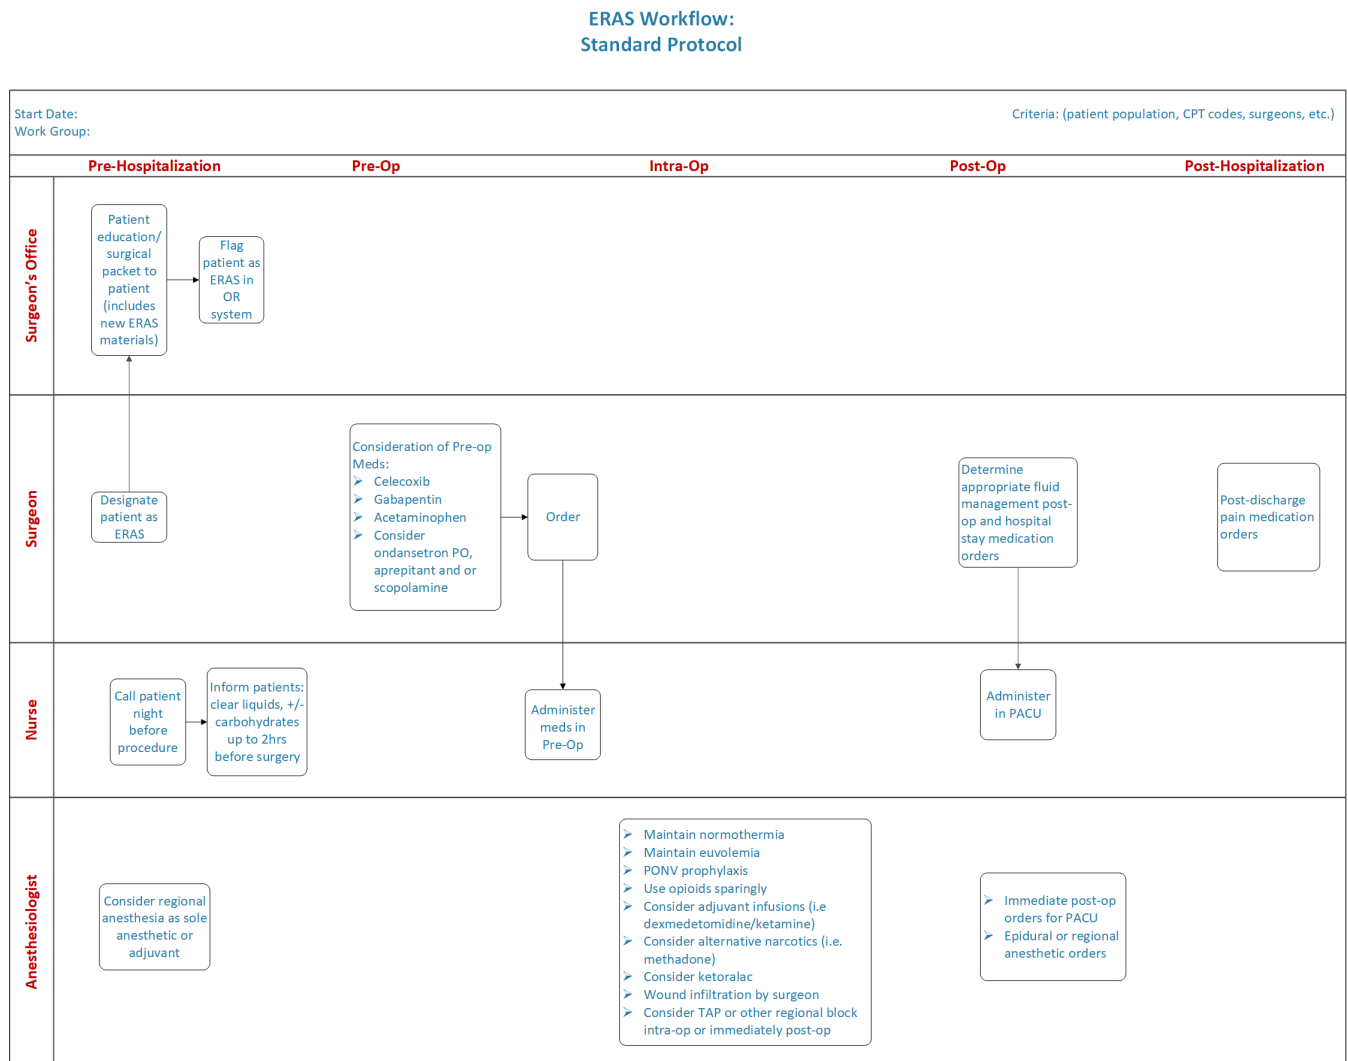 ERAS Workflow:
Standard Protocol
Start Date:
Work Group:
Criteria: (patient population, CPT codes, surgeons, etc.)
Pre-Hospitalization
Pre-Op
Intra-Op
Post-Op
Post-Hospitalization
Surgeon's Office
Patient
education/
surgical
packet to
patient
(includes
new ERAS
materials)
Flag
patient as
ERAS in
OR
system
Surgeon
Designate
patient as
ERAS
Consideration of Pre-op
Meds:
➢ Celecoxib
➢ Gabapentin
➢ Acetaminophen
➢ Consider
ondansetron PO,
aprepitant and or
scopolamine
Order
Determine
appropriate fluid
management post-
op and hospital
stay medication
orders
Post-discharge
pain medication
orders
Nurse
Call patient
night
before
procedure
Inform patients:
clear liquids, +/-
carbohydrates
up to 2hrs
before surgery
Administer
meds in
Pre-Op
Administer
in PACU
Anesthesiologist
Consider regional
anesthesia as sole
anesthetic or
adjuvant
➢ Maintain normothermia
➢ Maintain euvolemia
➢ PONV prophylaxis
➢ Use opioids sparingly
➢ Consider adjuvant infusions (i.e
dexmedetomidine/ketamine)
➢ Consider alternative narcotics (i.e.
methadone)
➢ Consider ketoralac
➢ Wound infiltration by surgeon
➢ Consider TAP or other regional block
intra-op or immediately post-op
➢ Immediate post-op
orders for PACU
➢ Epidural or regional
anesthetic orders